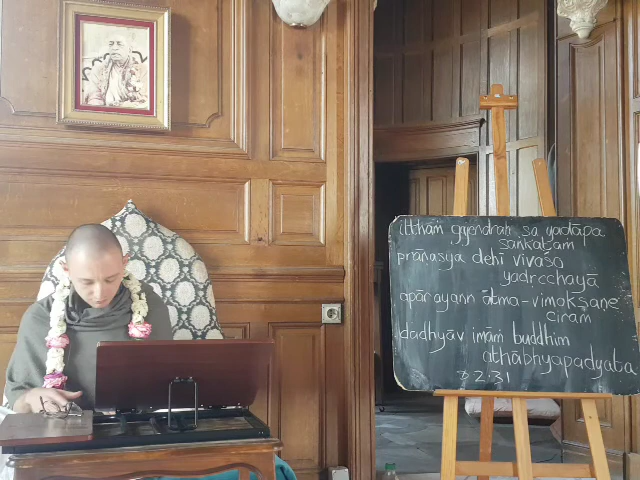 itthaṁ gajendraḥ sa yadāpa
saṅkaṭaṁ
prāṇasya dehī vivaśo
yadṛcchayā
apārayann ātma-vimokṣaṇe
ciraṁ
dadhyāv imāṁ buddhim
athābhyapadyata
8 2.31